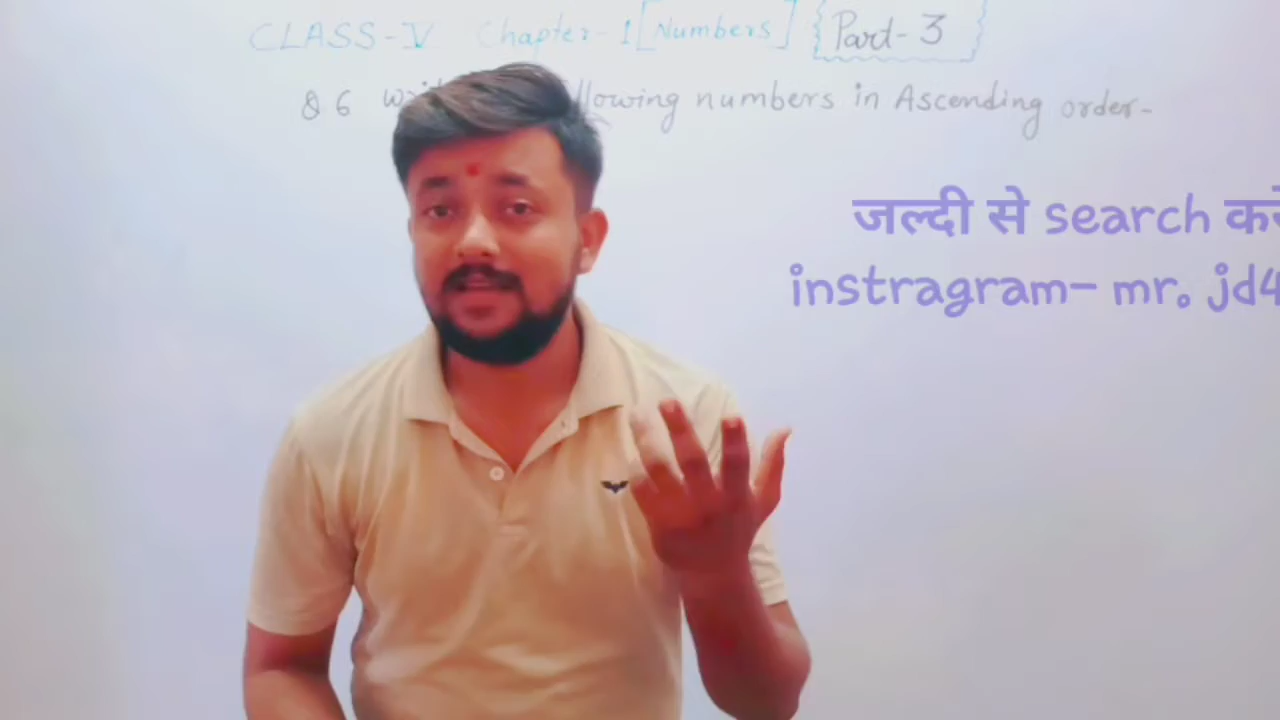 CLASS-V Chapter-1 [Numbers] Part-3
Q 6 numbers in Ascending order-
जल्दी से search
instragram- mr. jd4